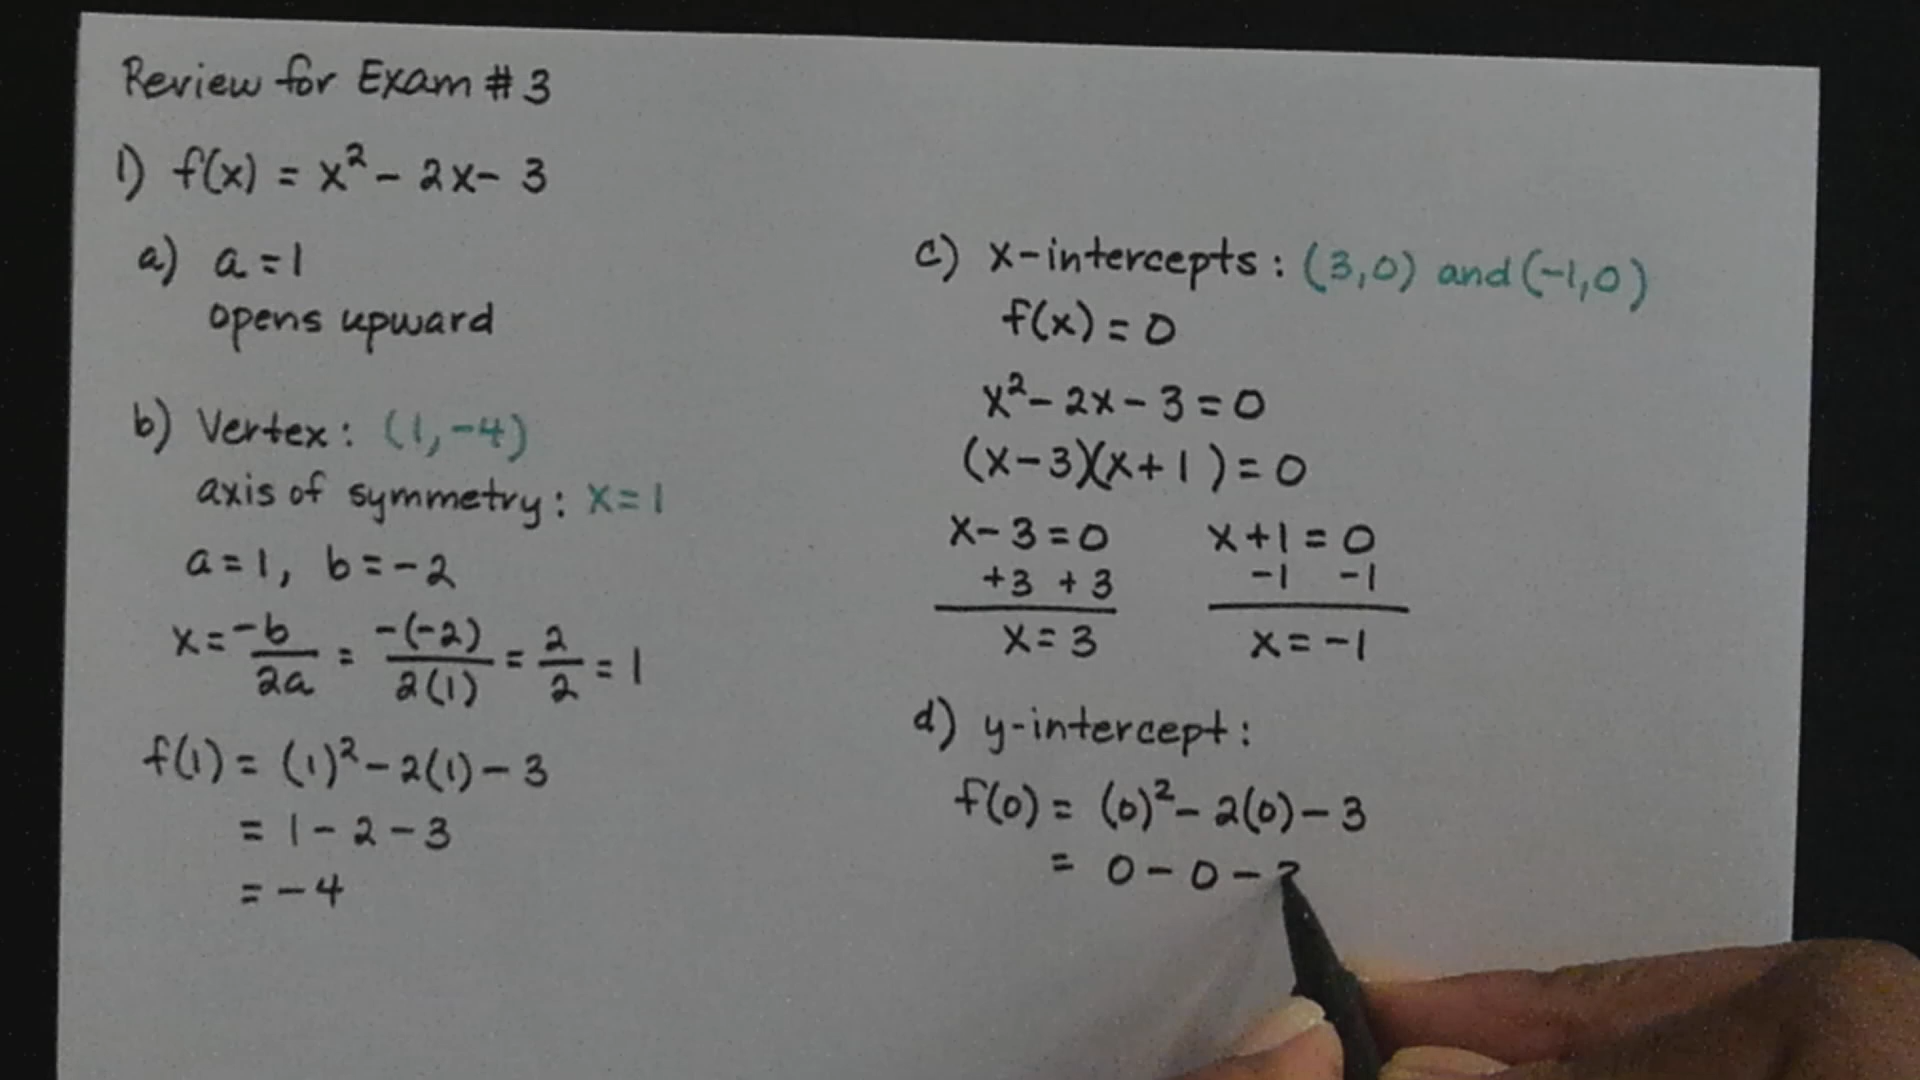 Review for Exam # 3
1) f(x) = x² - 2x - 3
a) a = 1
opens upward
b) Vertex: (1, -4)
axis of symmetry: x = 1
a = 1, b = -2
x = -b/2a = -(-2)/2(1) = 2/2 = 1
f(1) = (1)² - 2(1) - 3
= 1 - 2 - 3
= -4
c) x-intercepts: (3,0) and (-1,0)
f(x) = 0
x² - 2x - 3 = 0
(x-3)(x+1) = 0
x - 3 = 0 x + 1 = 0
+3 +3 -1 -1
x = 3 x = -1
d) y-intercept:
f(0) = (0)² - 2(0) - 3
= 0 - 0 -